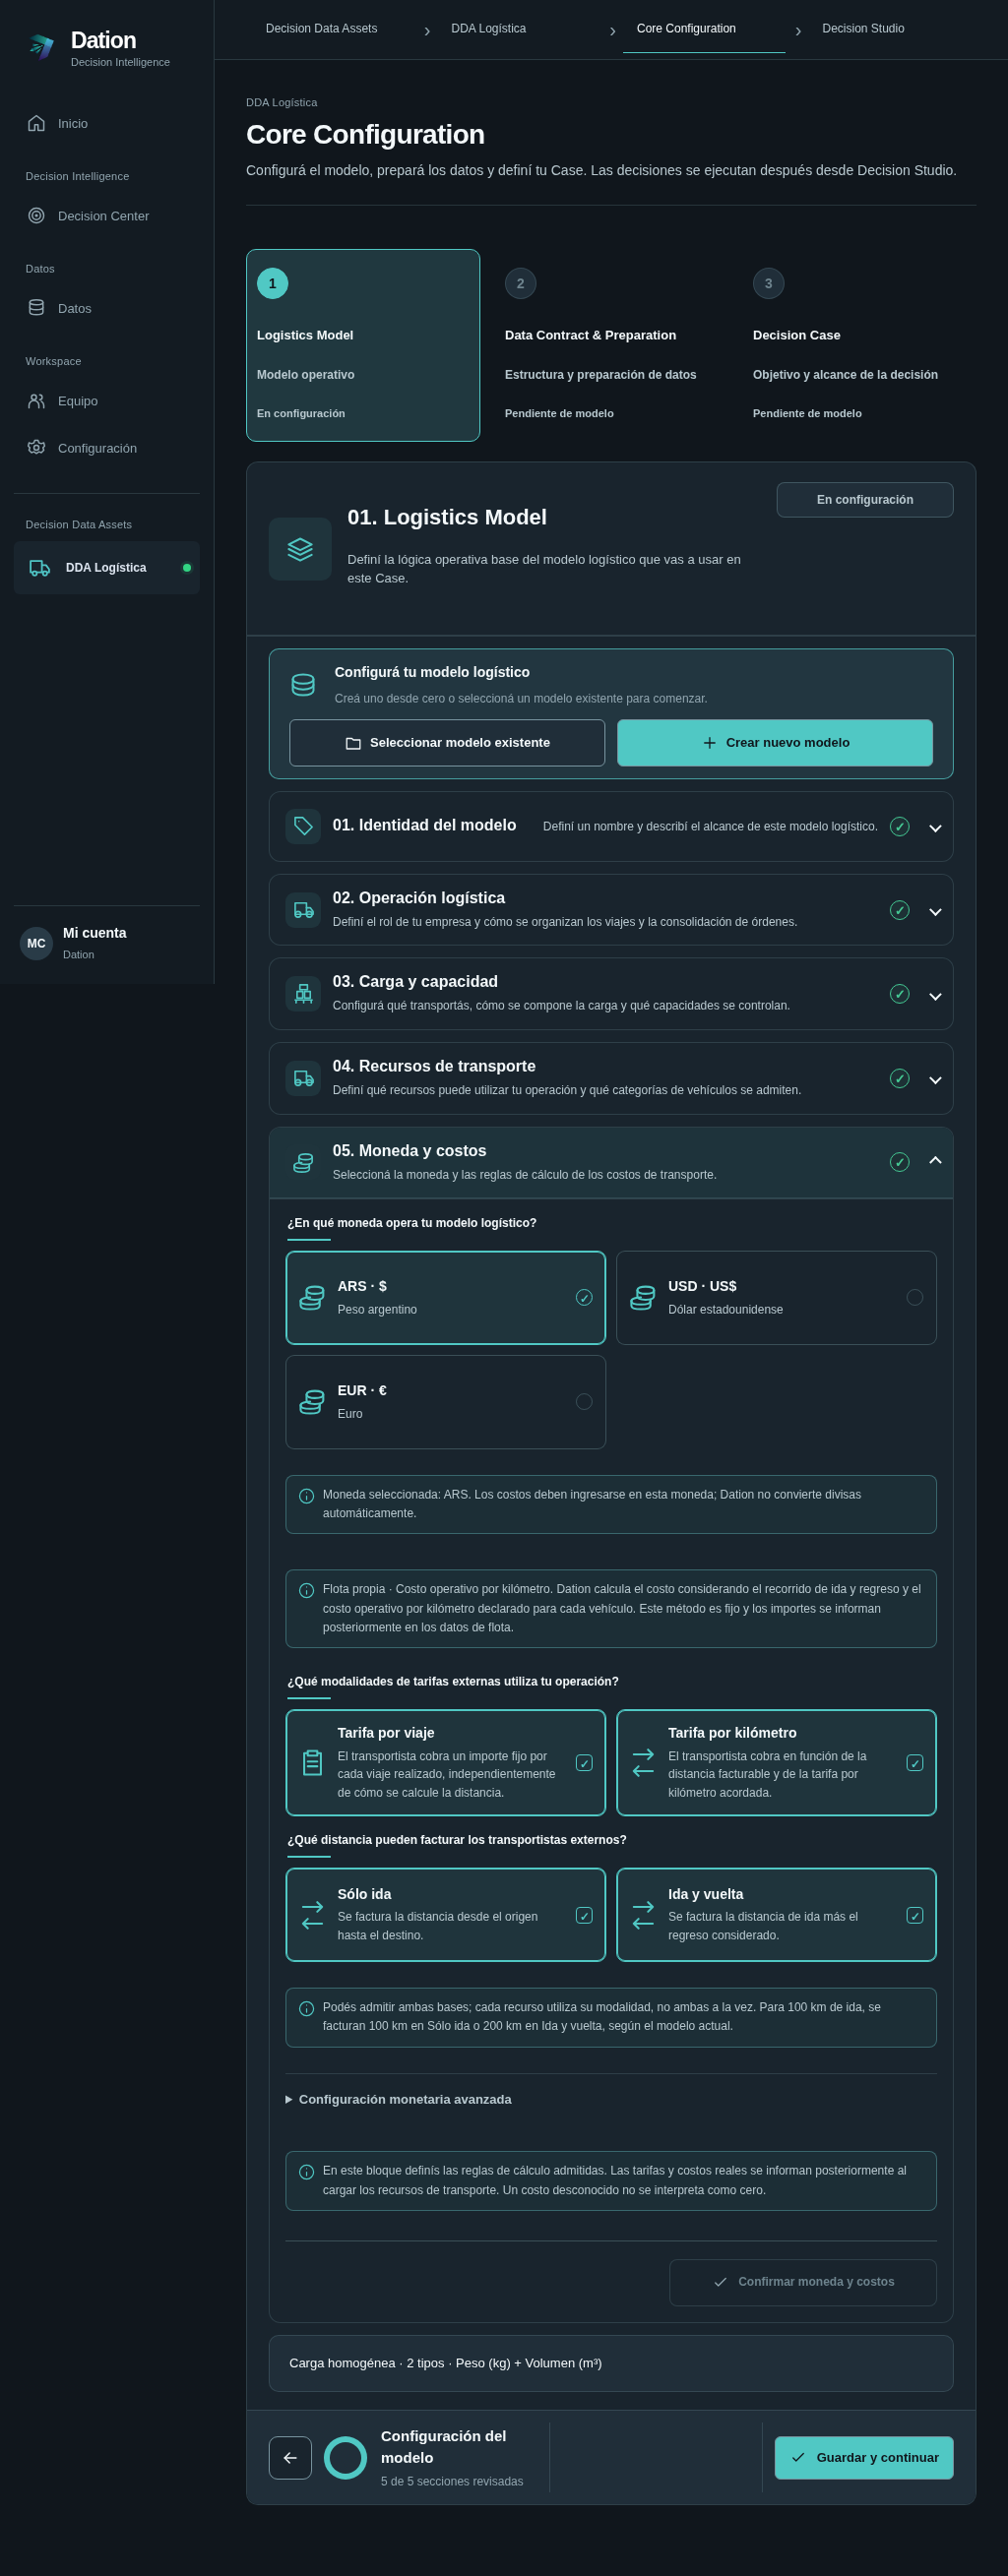 Dation
Decision Intelligence
Inicio
Decision Intelligence
Decision Center
Datos
Datos
Workspace
Equipo
Configuración
Decision Data Assets
DDA Logística
MC
Mi cuenta
Dation
Decision Data Assets › DDA Logística › Core Configuration › Decision Studio
DDA Logística
Core Configuration
Configurá el modelo, prepará los datos y definí tu Case. Las decisiones se ejecutan después desde Decision Studio.
1
Logistics Model
Modelo operativo
En configuración
2
Data Contract & Preparation
Estructura y preparación de datos
Pendiente de modelo
3
Decision Case
Objetivo y alcance de la decisión
Pendiente de modelo
En configuración
01. Logistics Model
Definí la lógica operativa base del modelo logístico que vas a usar en
este Case.
Configurá tu modelo logístico
Creá uno desde cero o seleccioná un modelo existente para comenzar.
Seleccionar modelo existente
Crear nuevo modelo
01. Identidad del modelo
Definí un nombre y describí el alcance de este modelo logístico.
02. Operación logística
Definí el rol de tu empresa y cómo se organizan los viajes y la consolidación de órdenes.
03. Carga y capacidad
Configurá qué transportás, cómo se compone la carga y qué capacidades se controlan.
04. Recursos de transporte
Definí qué recursos puede utilizar tu operación y qué categorías de vehículos se admiten.
05. Moneda y costos
Seleccioná la moneda y las reglas de cálculo de los costos de transporte.
¿En qué moneda opera tu modelo logístico?
ARS · $
Peso argentino
USD · US$
Dólar estadounidense
EUR · €
Euro
Moneda seleccionada: ARS. Los costos deben ingresarse en esta moneda; Dation no convierte divisas
automáticamente.
Flota propia · Costo operativo por kilómetro. Dation calcula el costo considerando el recorrido de ida y regreso y el
costo operativo por kilómetro declarado para cada vehículo. Este método es fijo y los importes se informan
posteriormente en los datos de flota.
¿Qué modalidades de tarifas externas utiliza tu operación?
Tarifa por viaje
El transportista cobra un importe fijo por
cada viaje realizado, independientemente
de cómo se calcule la distancia.
Tarifa por kilómetro
El transportista cobra en función de la
distancia facturable y de la tarifa por
kilómetro acordada.
¿Qué distancia pueden facturar los transportistas externos?
Sólo ida
Se factura la distancia desde el origen
hasta el destino.
Ida y vuelta
Se factura la distancia de ida más el
regreso considerado.
Podés admitir ambas bases; cada recurso utiliza su modalidad, no ambas a la vez. Para 100 km de ida, se
facturan 100 km en Sólo ida o 200 km en Ida y vuelta, según el modelo actual.
Configuración monetaria avanzada
En este bloque definís las reglas de cálculo admitidas. Las tarifas y costos reales se informan posteriormente al
cargar los recursos de transporte. Un costo desconocido no se interpreta como cero.
Confirmar moneda y costos
Carga homogénea · 2 tipos · Peso (kg) + Volumen (m³)
Configuración del
modelo
5 de 5 secciones revisadas
Guardar y continuar